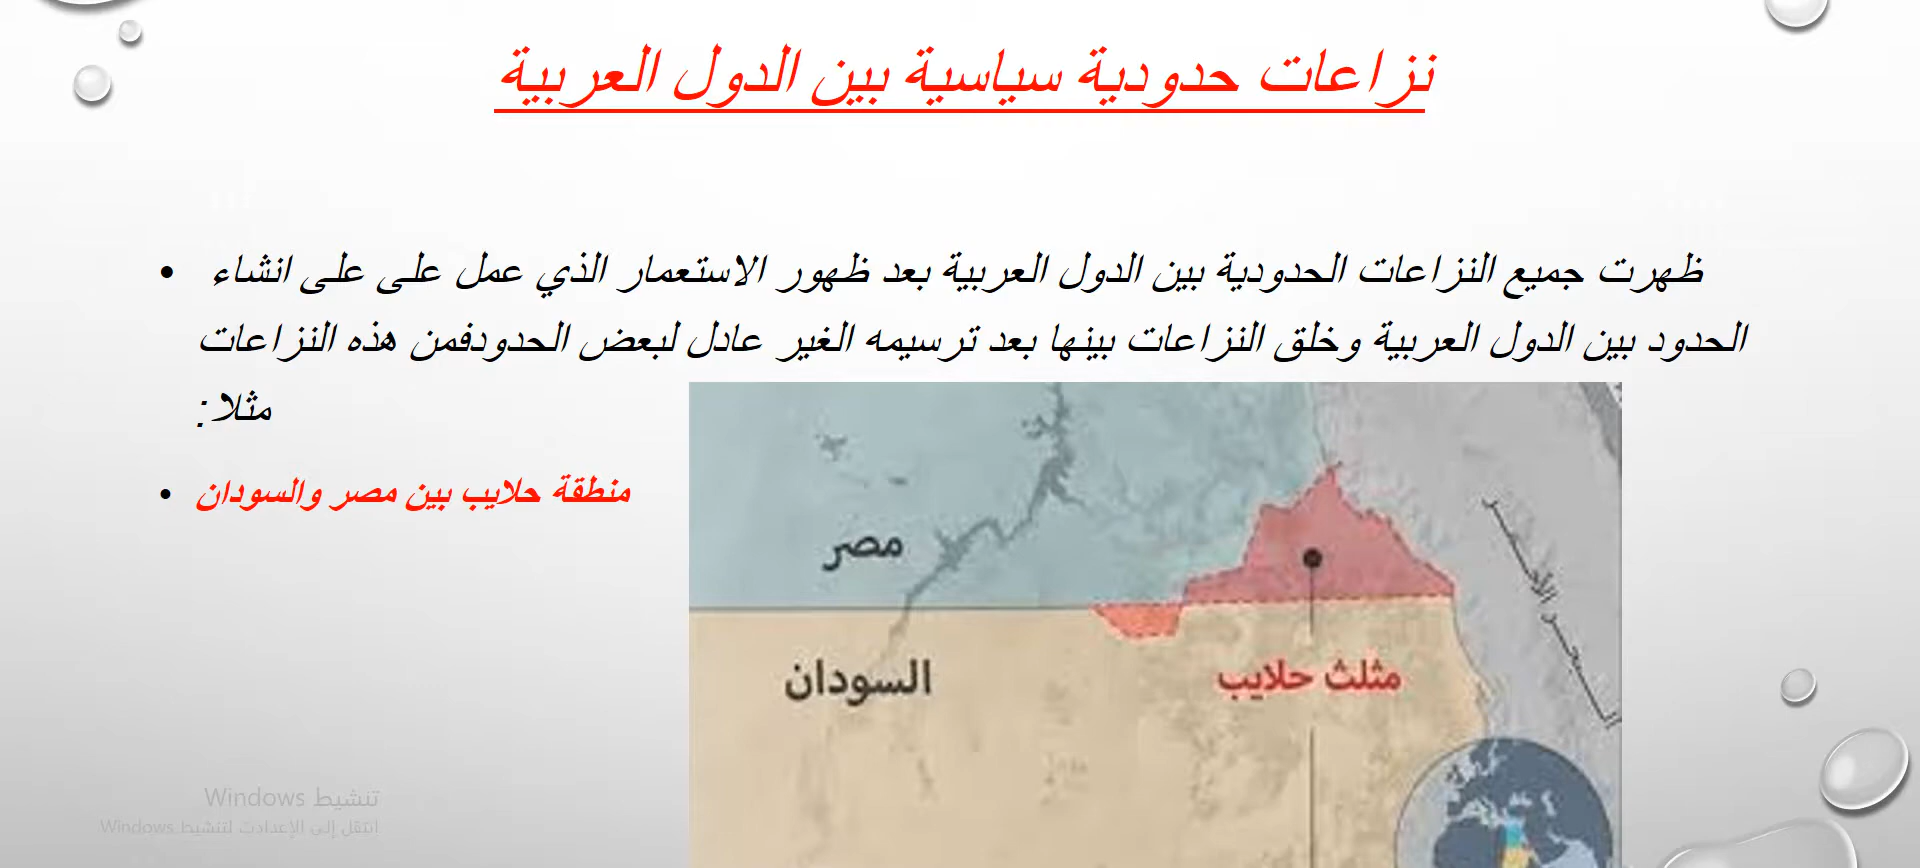 نزاعات حدودية سياسية بين الدول العربية
• ظهرت جميع النزاعات الحدودية بين الدول العربية بعد ظهور الاستعمار الذي عمل على على انشاء
الحدود بين الدول العربية وخلق النزاعات بينها بعد ترسيمه الغير عادل لبعض الحدودفمن هذه النزاعات
مثلا:
• منطقة حلايب بين مصر والسودان
مصر
السودان
مثلث حلايب
تنشيط Windows
انتقل إلى الإعدادت لتنشيط Windows